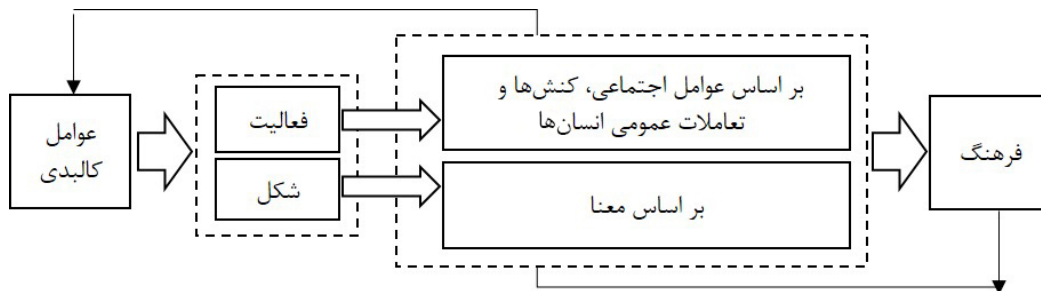 عوامل
کالبدی
فعالیت
شکل
بر اساس عوامل اجتماعی، کنش‌ها و
تعاملات عمومی انسان‌ها
بر اساس معنا
فرهنگ